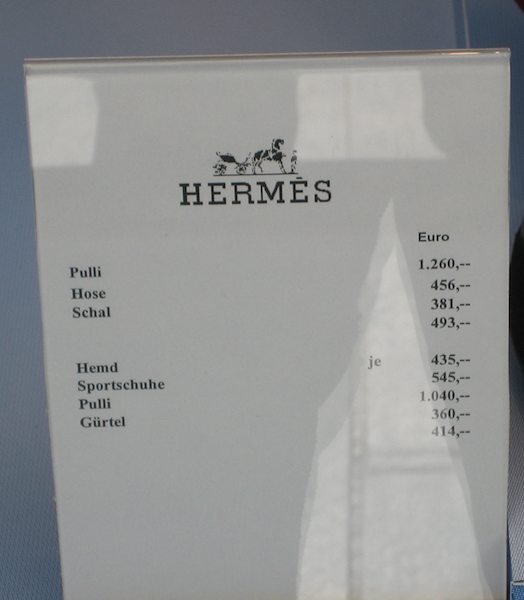 HERMÈS
Euro
Pulli 1.260,--
Hose 456,--
Schal 381,--
493,--
Hemd je 435,--
Sportschuhe 545,--
Pulli 1.040,--
Gürtel 360,--
414,--